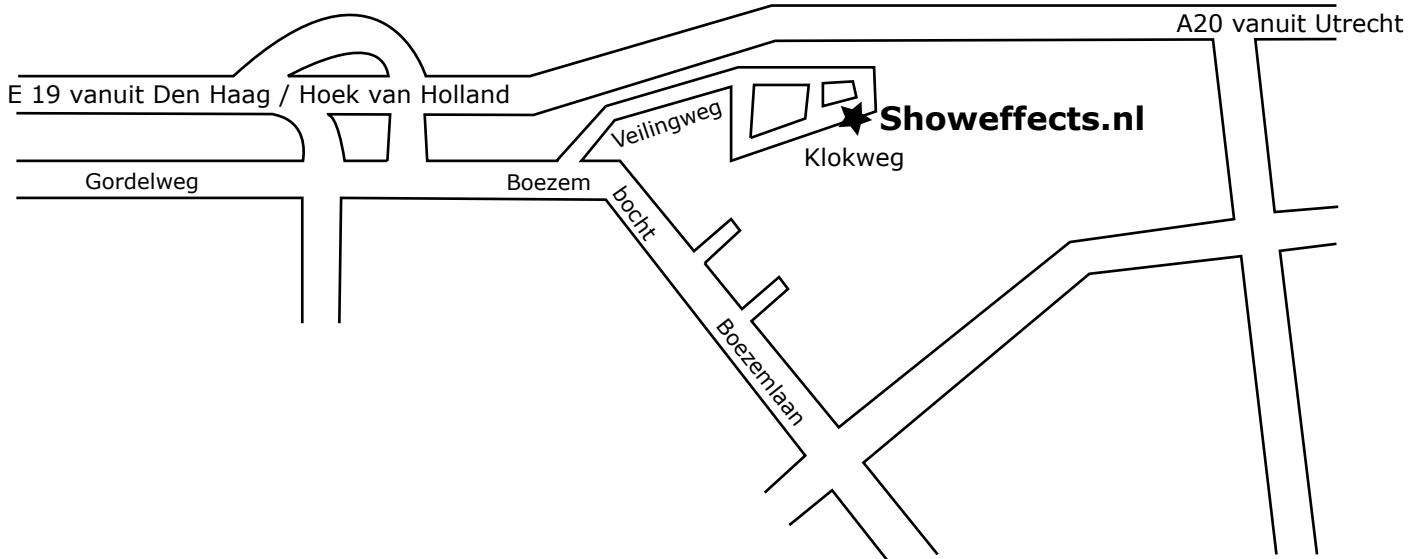 A20 vanuit Utrecht
E 19 vanuit Den Haag / Hoek van Holland
Veilingweg
Showeffects.nl
Klokweg
Gordelweg
Boezem
bocht
Boezemlaan